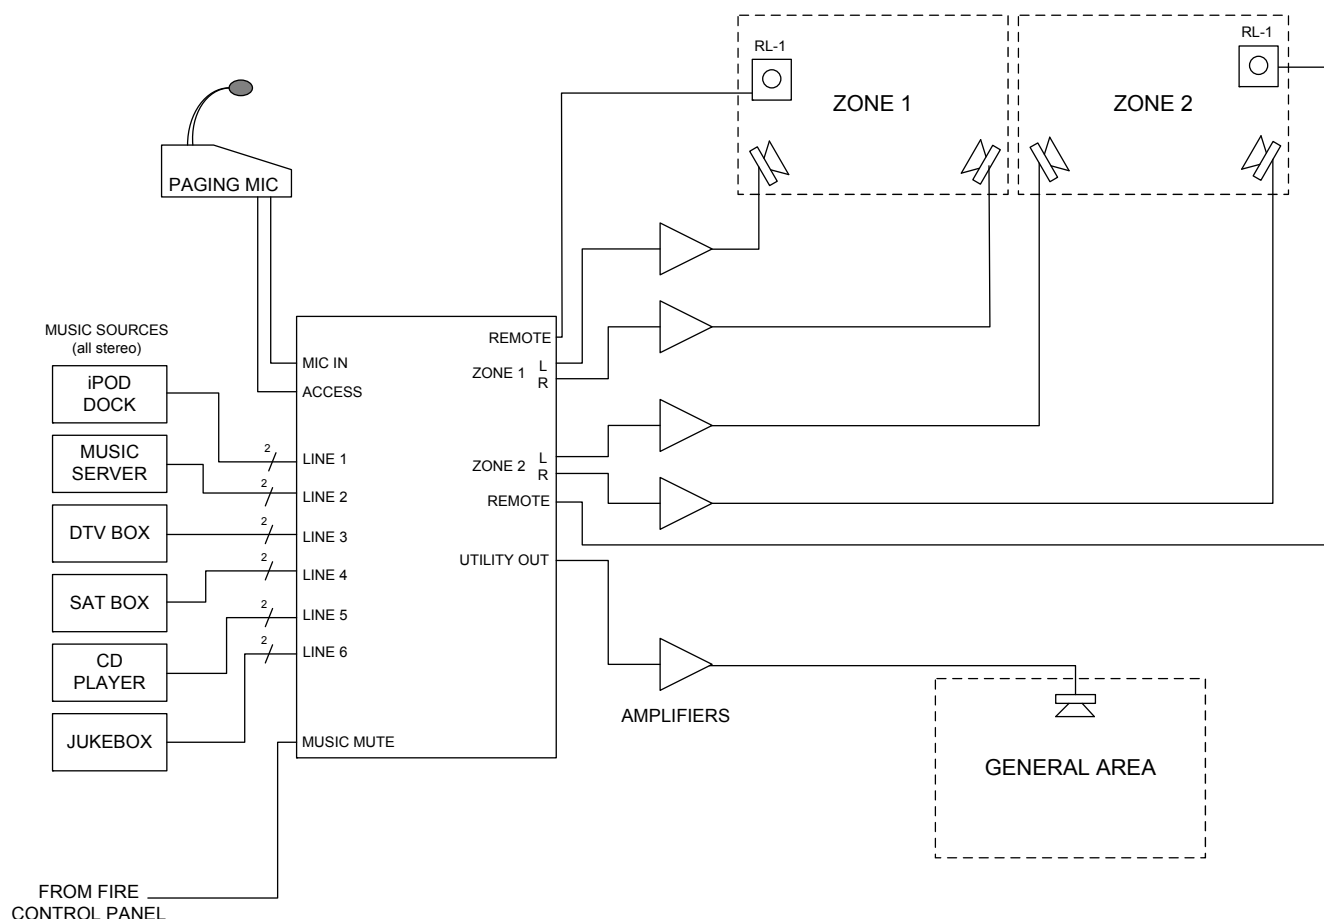 RL-1
RL-1
ZONE 1
ZONE 2
PAGING MIC
MUSIC SOURCES
(all stereo)
iPOD
DOCK
MUSIC
SERVER
DTV BOX
SAT BOX
CD
PLAYER
JUKEBOX
2
2
2
2
2
2
MIC IN
ACCESS
LINE 1
LINE 2
LINE 3
LINE 4
LINE 5
LINE 6
MUSIC MUTE
REMOTE
ZONE 1 L
R
ZONE 2 L
R
REMOTE
UTILITY OUT
AMPLIFIERS
GENERAL AREA
FROM FIRE
CONTROL PANEL